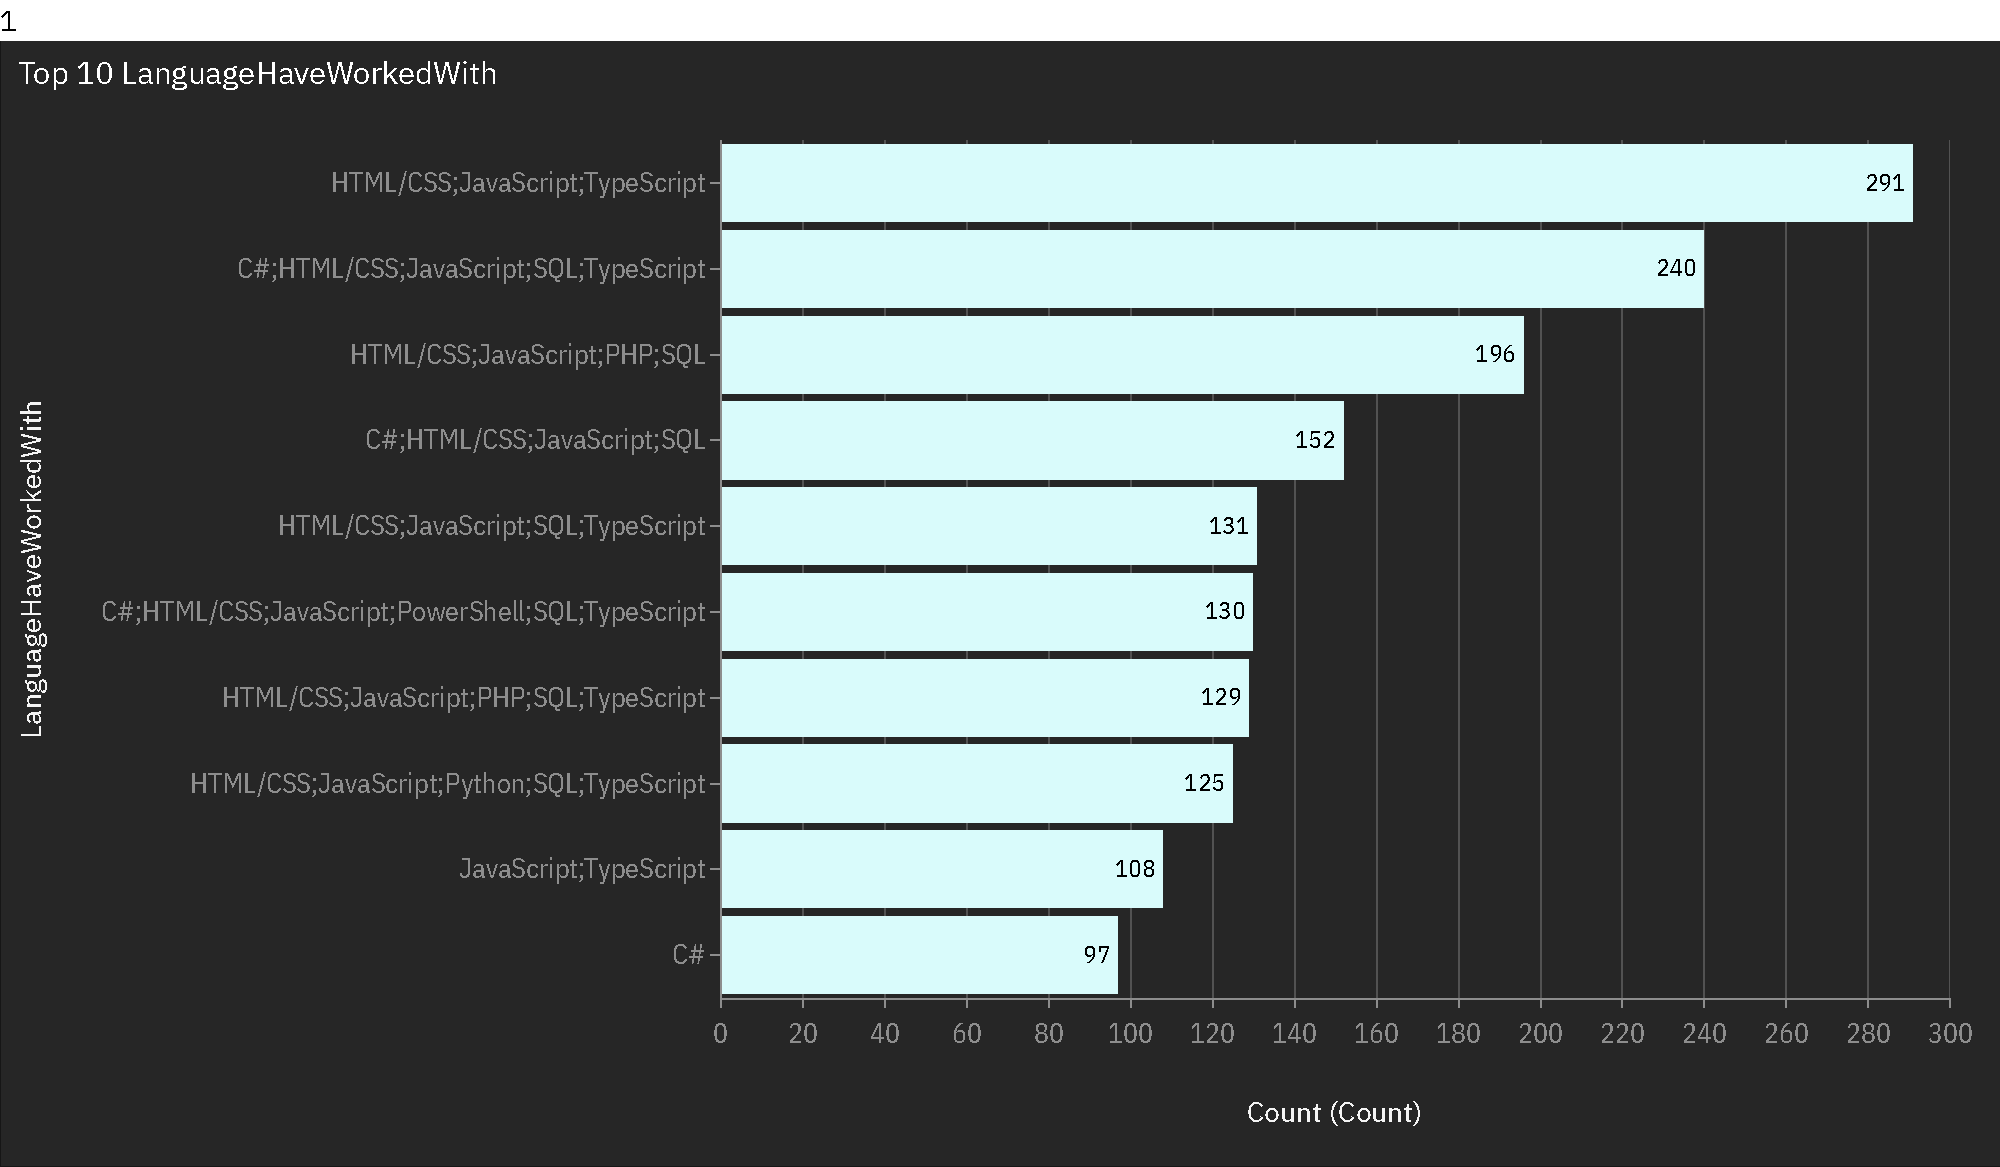 1
Top 10 LanguageHaveWorkedWith
LanguageHaveWorkedWith
HTML/CSS;JavaScript;TypeScript
291
C#;HTML/CSS;JavaScript;SQL;TypeScript
240
HTML/CSS;JavaScript;PHP;SQL
196
C#;HTML/CSS;JavaScript;SQL
152
HTML/CSS;JavaScript;SQL;TypeScript
131
C#;HTML/CSS;JavaScript;PowerShell;SQL;TypeScript
130
HTML/CSS;JavaScript;PHP;SQL;TypeScript
129
HTML/CSS;JavaScript;Python;SQL;TypeScript
125
JavaScript;TypeScript
108
C#
97
0 20 40 60 80 100 120 140 160 180 200 220 240 260 280 300
Count (Count)